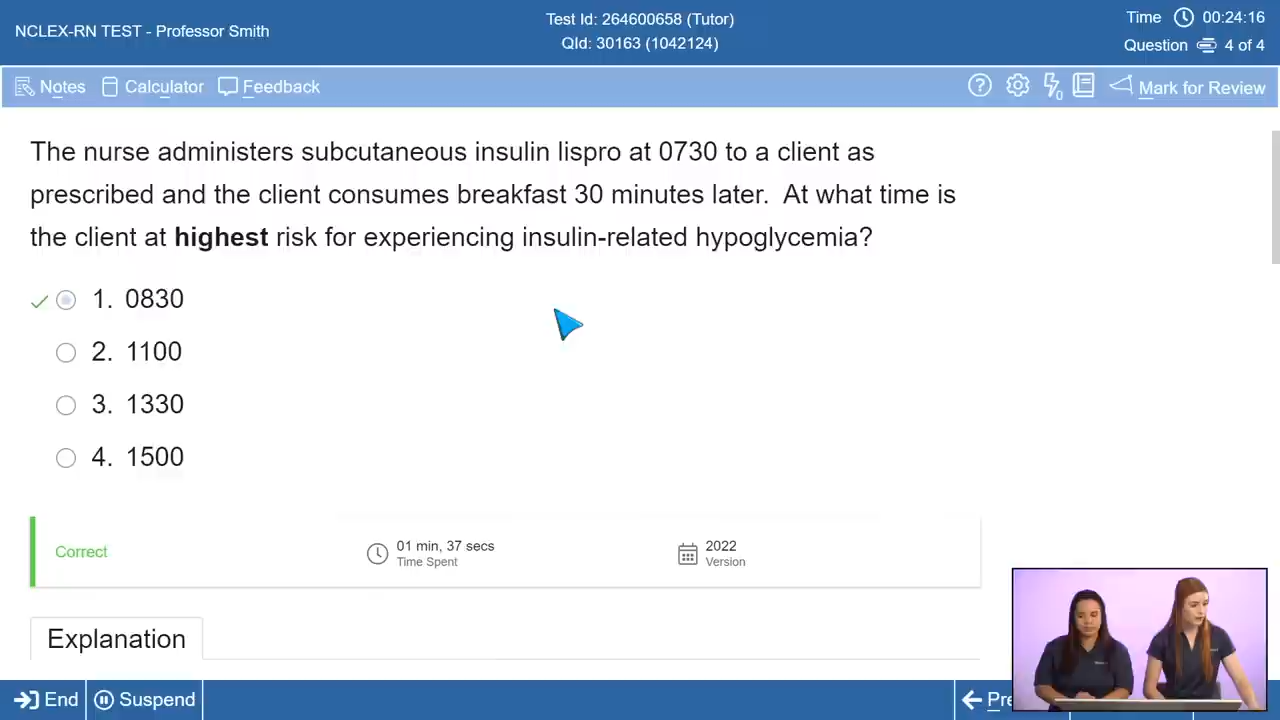 NCLEX-RN TEST - Professor Smith
Test Id: 264600658 (Tutor)
QId: 30163 (1042124)
Time 00:24:16
Question 4 of 4
Notes Calculator Feedback
Mark for Review
The nurse administers subcutaneous insulin lispro at 0730 to a client as
prescribed and the client consumes breakfast 30 minutes later. At what time is
the client at highest risk for experiencing insulin-related hypoglycemia?
1. 0830
2. 1100
3. 1330
4. 1500
Correct
01 min, 37 secs
Time Spent
2022
Version
Explanation
End Suspend